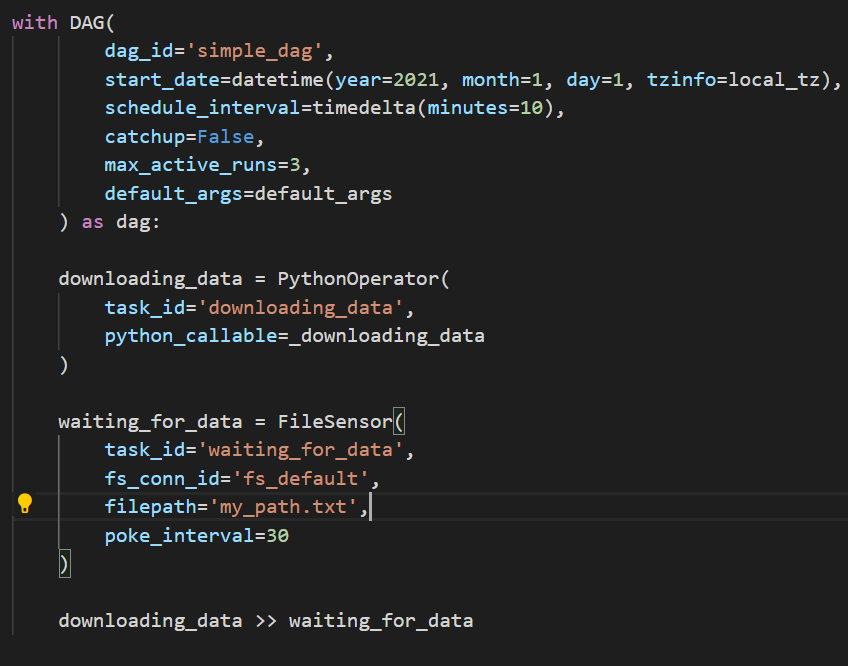 with DAG(
        dag_id='simple_dag',
        start_date=datetime(year=2021, month=1, day=1, tzinfo=local_tz),
        schedule_interval=timedelta(minutes=10),
        catchup=False,
        max_active_runs=3,
        default_args=default_args
    ) as dag:
    downloading_data = PythonOperator(
        task_id='downloading_data',
        python_callable=_downloading_data
    )
    waiting_for_data = FileSensor(
        task_id='waiting_for_data',
        fs_conn_id='fs_default',
        filepath='my_path.txt',
        poke_interval=30
    )
    downloading_data >> waiting_for_data